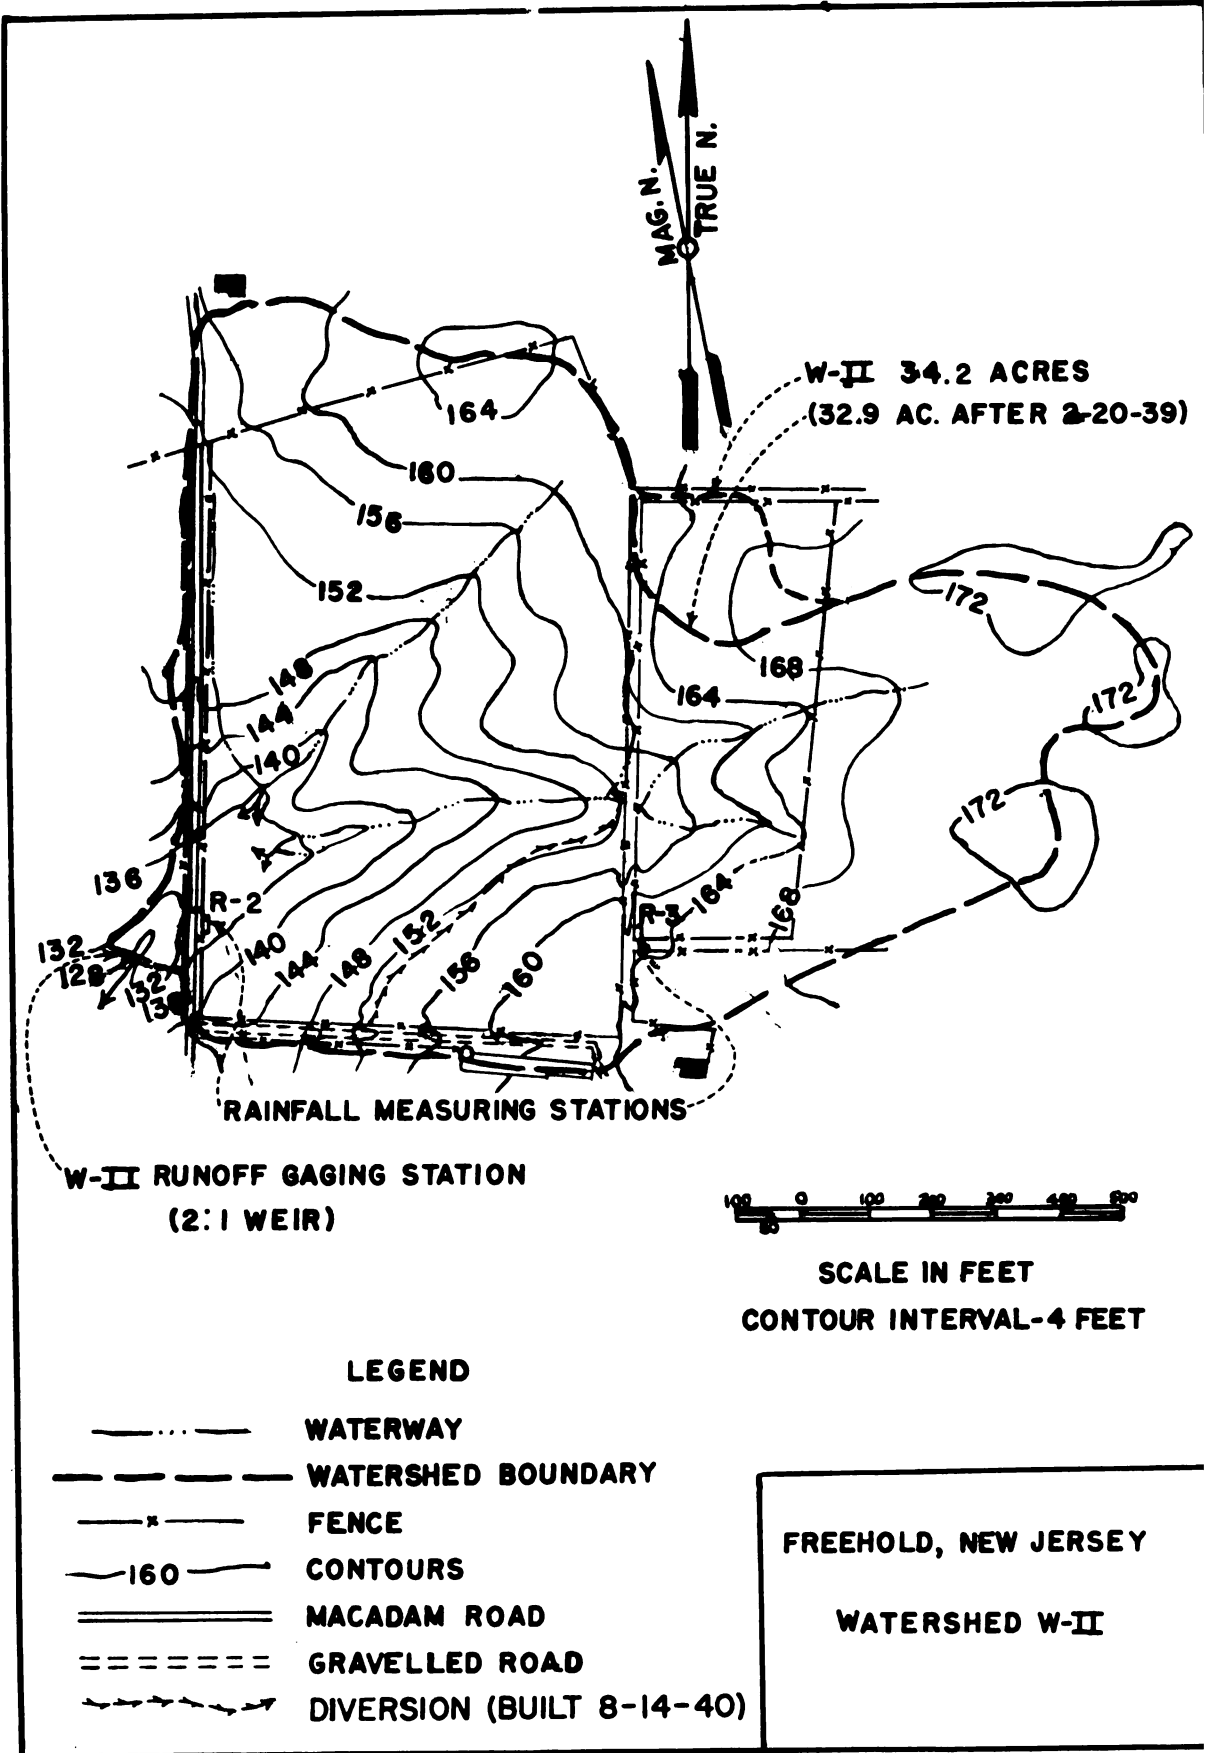 MAG. N.
TRUE N.
W-II 34.2 ACRES
(32.9 AC. AFTER 2-20-39)
164
160
156
152
148
144
140
136
132
128
132
R-2
140
144
148
152
156
160
R-3
164
168
164
168
172
172
172
RAINFALL MEASURING STATIONS
W-II RUNOFF GAGING STATION
(2:1 WEIR)
100 0 100 200 300 400 500
50
SCALE IN FEET
CONTOUR INTERVAL-4 FEET
LEGEND
WATERWAY
WATERSHED BOUNDARY
FENCE
160 CONTOURS
MACADAM ROAD
GRAVELLED ROAD
DIVERSION (BUILT 8-14-40)
FREEHOLD, NEW JERSEY
WATERSHED W-II